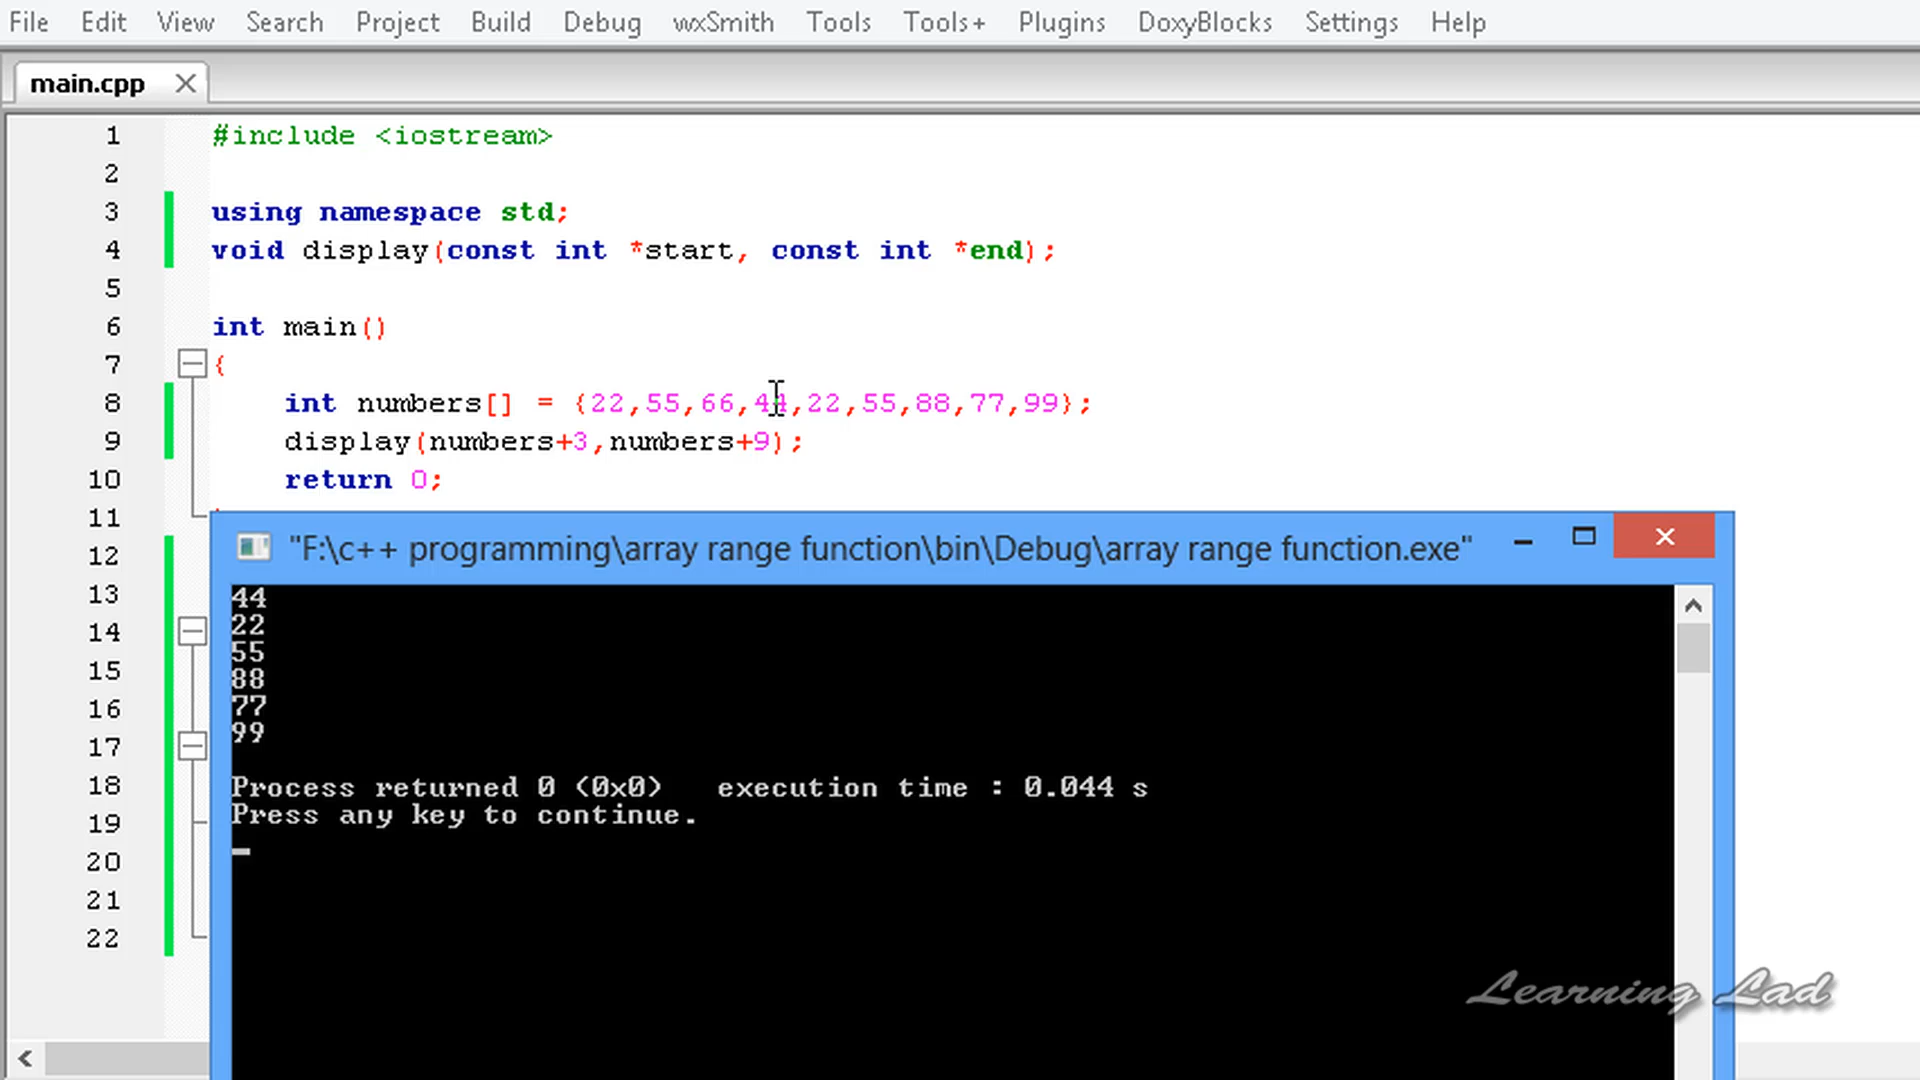 File Edit View Search Project Build Debug wxSmith Tools Tools+ Plugins DoxyBlocks Settings Help
main.cpp
1 #include <iostream>
2
3 using namespace std;
4 void display(const int *start, const int *end);
5
6 int main()
7 {
8 int numbers[] = {22,55,66,44,22,55,88,77,99};
9 display(numbers+3,numbers+9);
10 return 0;
11
12
13
14
15
16
17
18
19
20
21
22
"F:\c++ programming\array range function\bin\Debug\array range function.exe"
44
22
55
88
77
99
Process returned 0 (0x0) execution time : 0.044 s
Press any key to continue.
Learning Lad